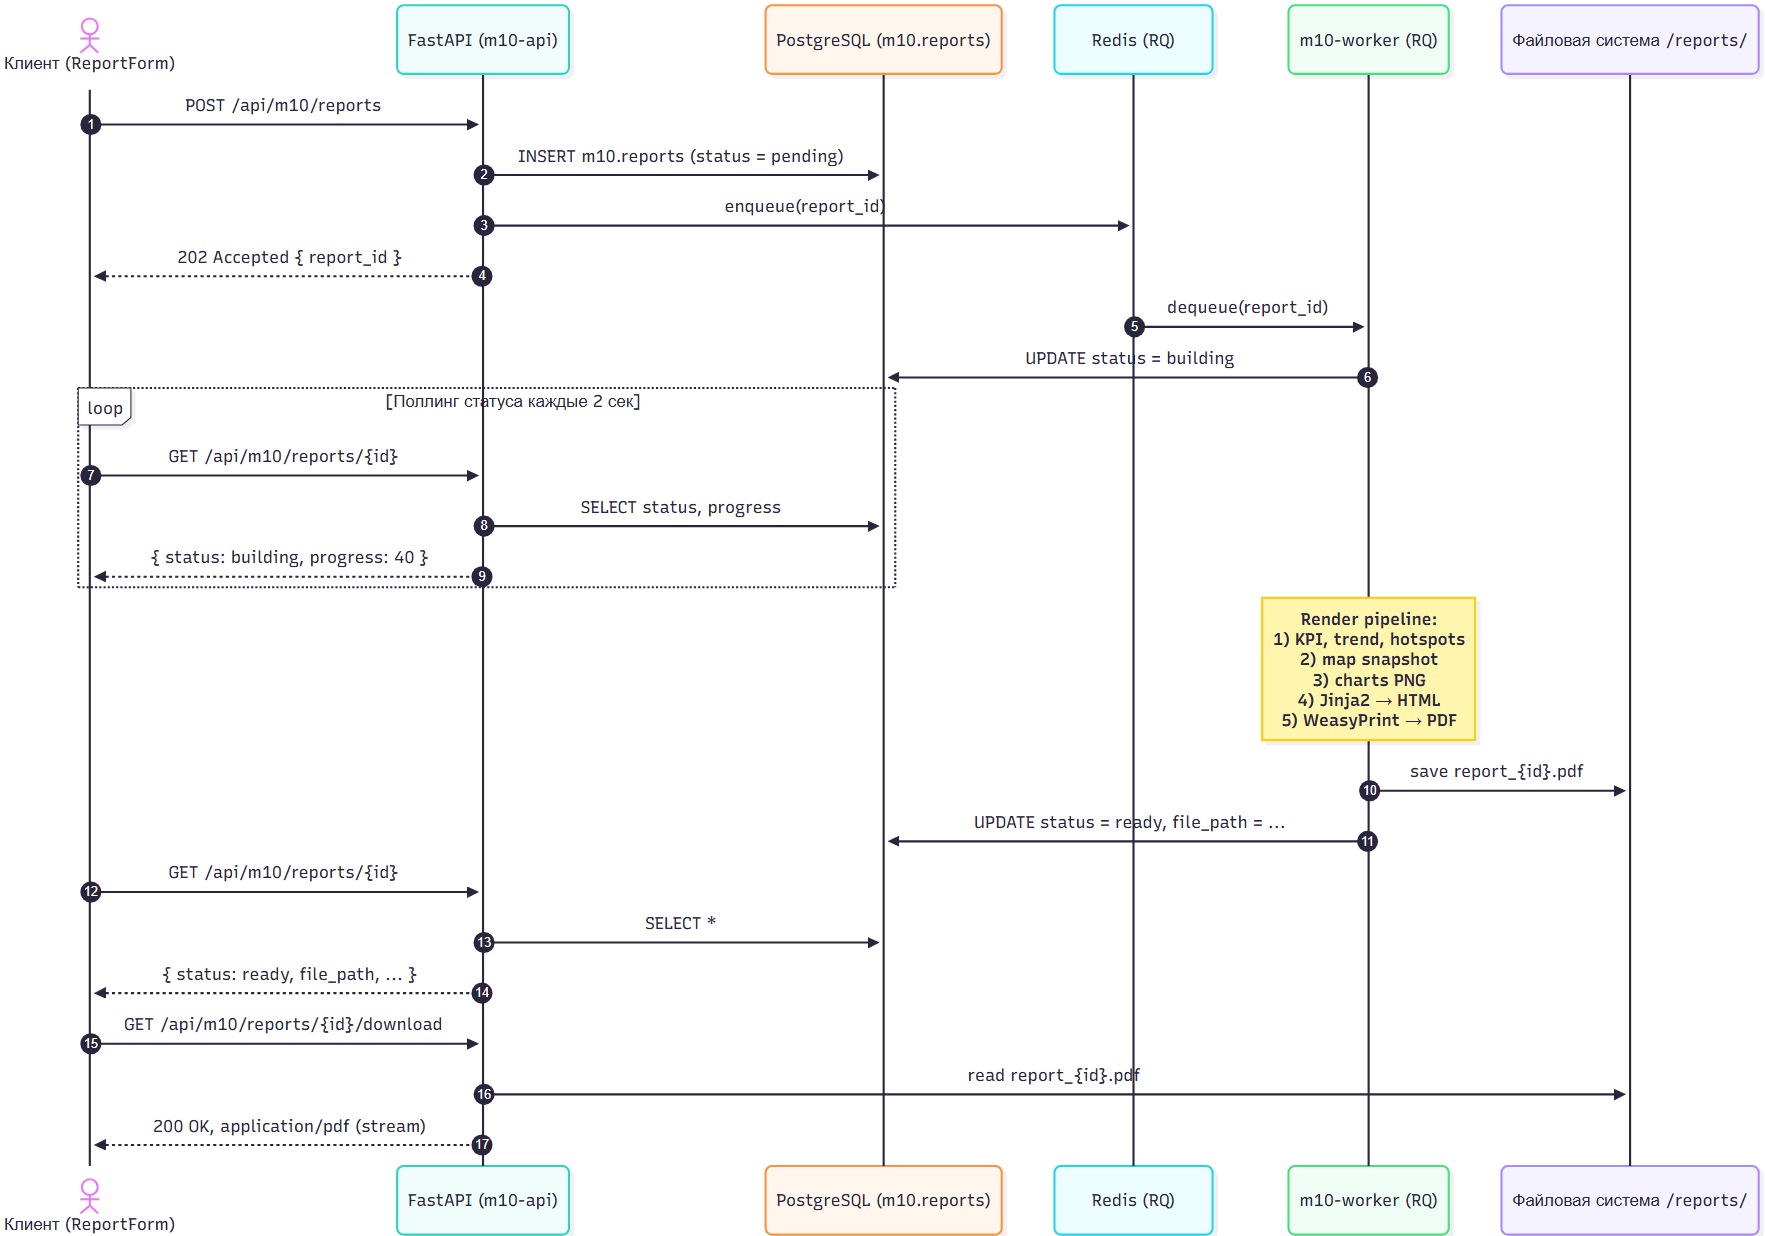 Клиент (ReportForm)
FastAPI (m10-api)
PostgreSQL (m10.reports)
Redis (RQ)
m10-worker (RQ)
Файловая система /reports/
POST /api/m10/reports
1
INSERT m10.reports (status = pending)
2
enqueue(report_id)
3
202 Accepted { report_id }
4
dequeue(report_id)
5
UPDATE status = building
6
loop
[Поллинг статуса каждые 2 сек]
GET /api/m10/reports/{id}
7
SELECT status, progress
8
{ status: building, progress: 40 }
9
Render pipeline:
1) KPI, trend, hotspots
2) map snapshot
3) charts PNG
4) Jinja2 → HTML
5) WeasyPrint → PDF
save report_{id}.pdf
10
UPDATE status = ready, file_path = ...
11
GET /api/m10/reports/{id}
12
SELECT *
13
{ status: ready, file_path, ... }
14
GET /api/m10/reports/{id}/download
15
read report_{id}.pdf
16
200 OK, application/pdf (stream)
17
Клиент (ReportForm)
FastAPI (m10-api)
PostgreSQL (m10.reports)
Redis (RQ)
m10-worker (RQ)
Файловая система /reports/